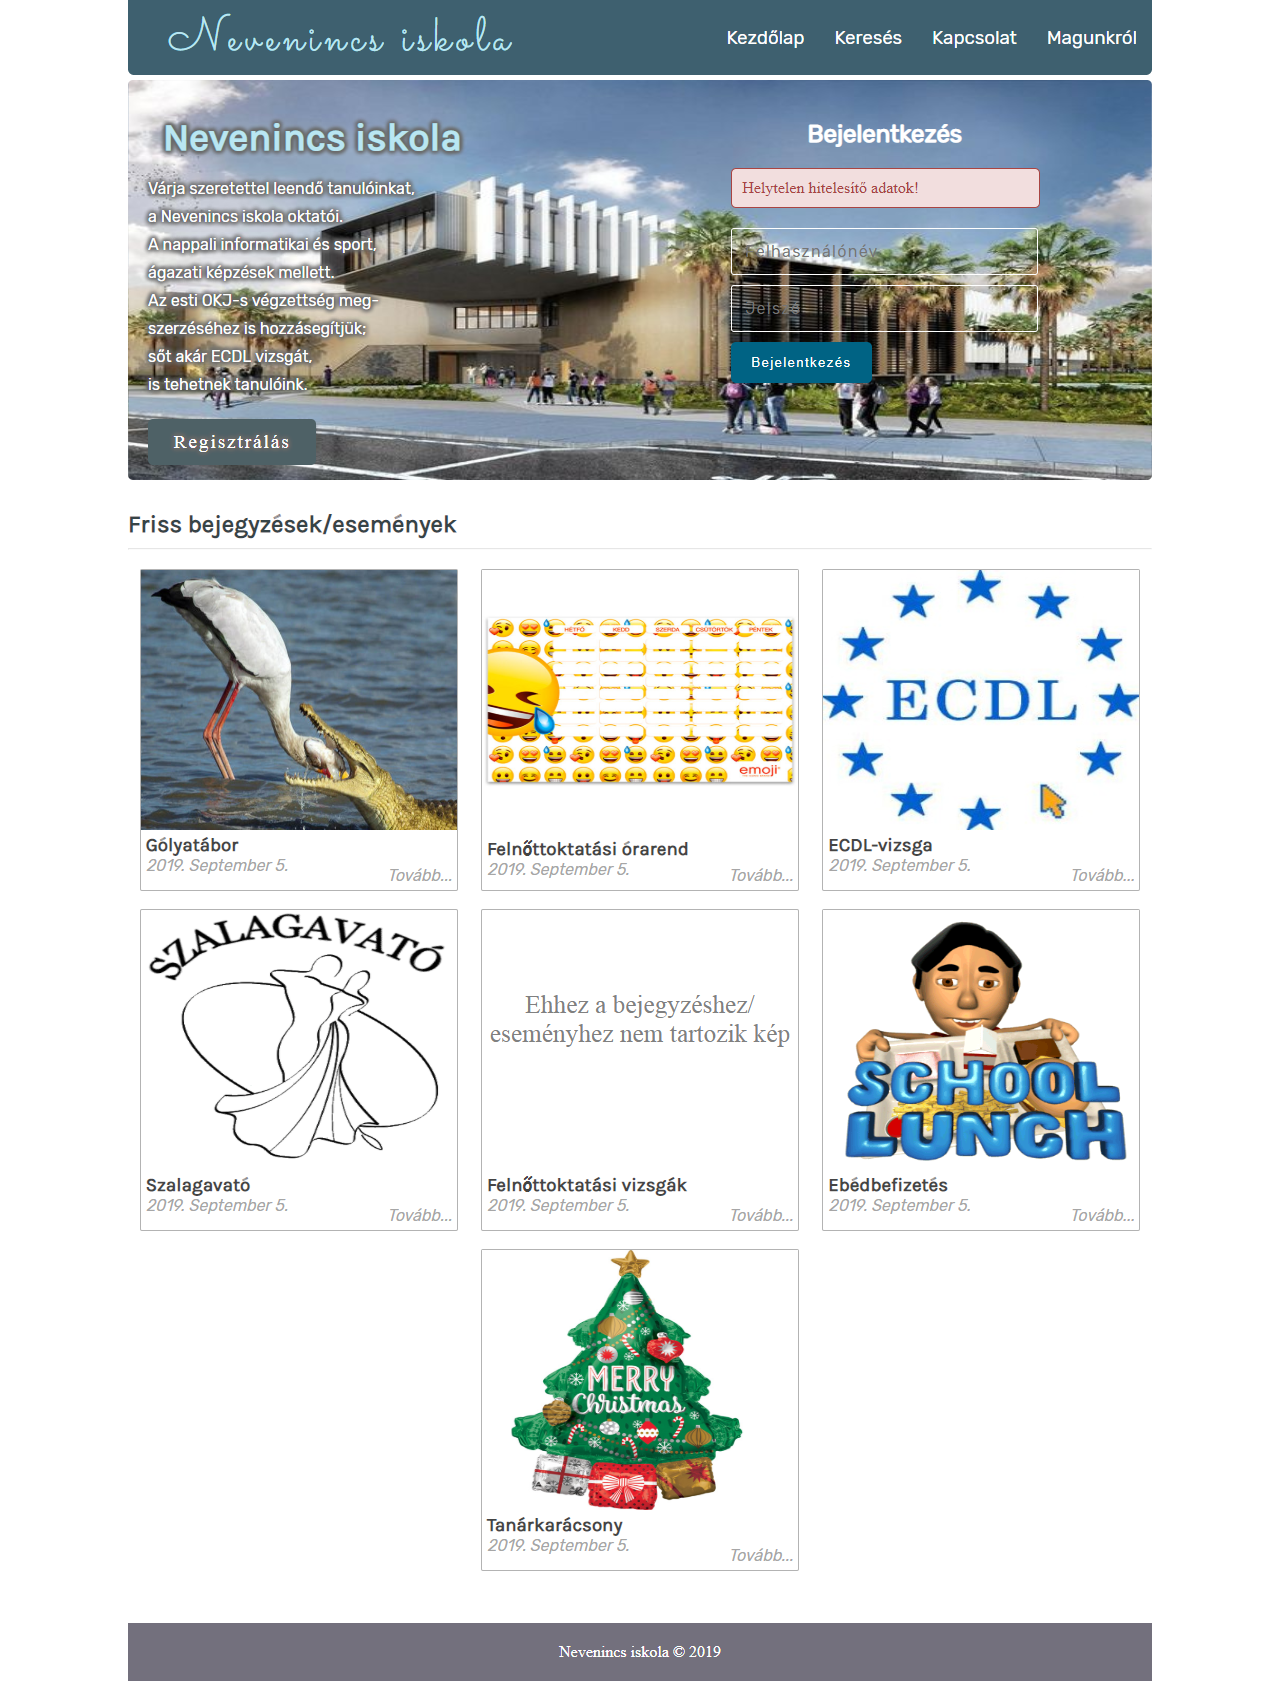 Nevenincs iskola
Kezdőlap Keresés Kapcsolat Magunkról
Nevenincs iskola
Várja szeretettel leendő tanulóinkat,
a Nevenincs iskola oktatói.
A nappali informatikai és sport,
ágazati képzések mellett.
Az esti OKJ-s végzettség meg-
szerzéséhez is hozzásegítjük;
sőt akár ECDL vizsgát,
is tehetnek tanulóink.
Regisztrálás
Bejelentkezés
Helytelen hitelesítő adatok!
Felhasználónév
Jelszó
Bejelentkezés
Friss bejegyzések/események
Gólyatábor
2019. September 5.
Tovább...
HÉTFŐ KEDD SZERDA CSÜTÖRTÖK PÉNTEK
emoji
Felnőttoktatási órarend
2019. September 5.
Tovább...
ECDL
ECDL-vizsga
2019. September 5.
Tovább...
SZALAGAVATÓ
Szalagavató
2019. September 5.
Tovább...
Ehhez a bejegyzéshez/
eseményhez nem tartozik kép
Felnőttoktatási vizsgák
2019. September 5.
Tovább...
SCHOOL
LUNCH
Ebédbefizetés
2019. September 5.
Tovább...
MERRY
Christmas
Tanárkarácsony
2019. September 5.
Tovább...
Nevenincs iskola © 2019